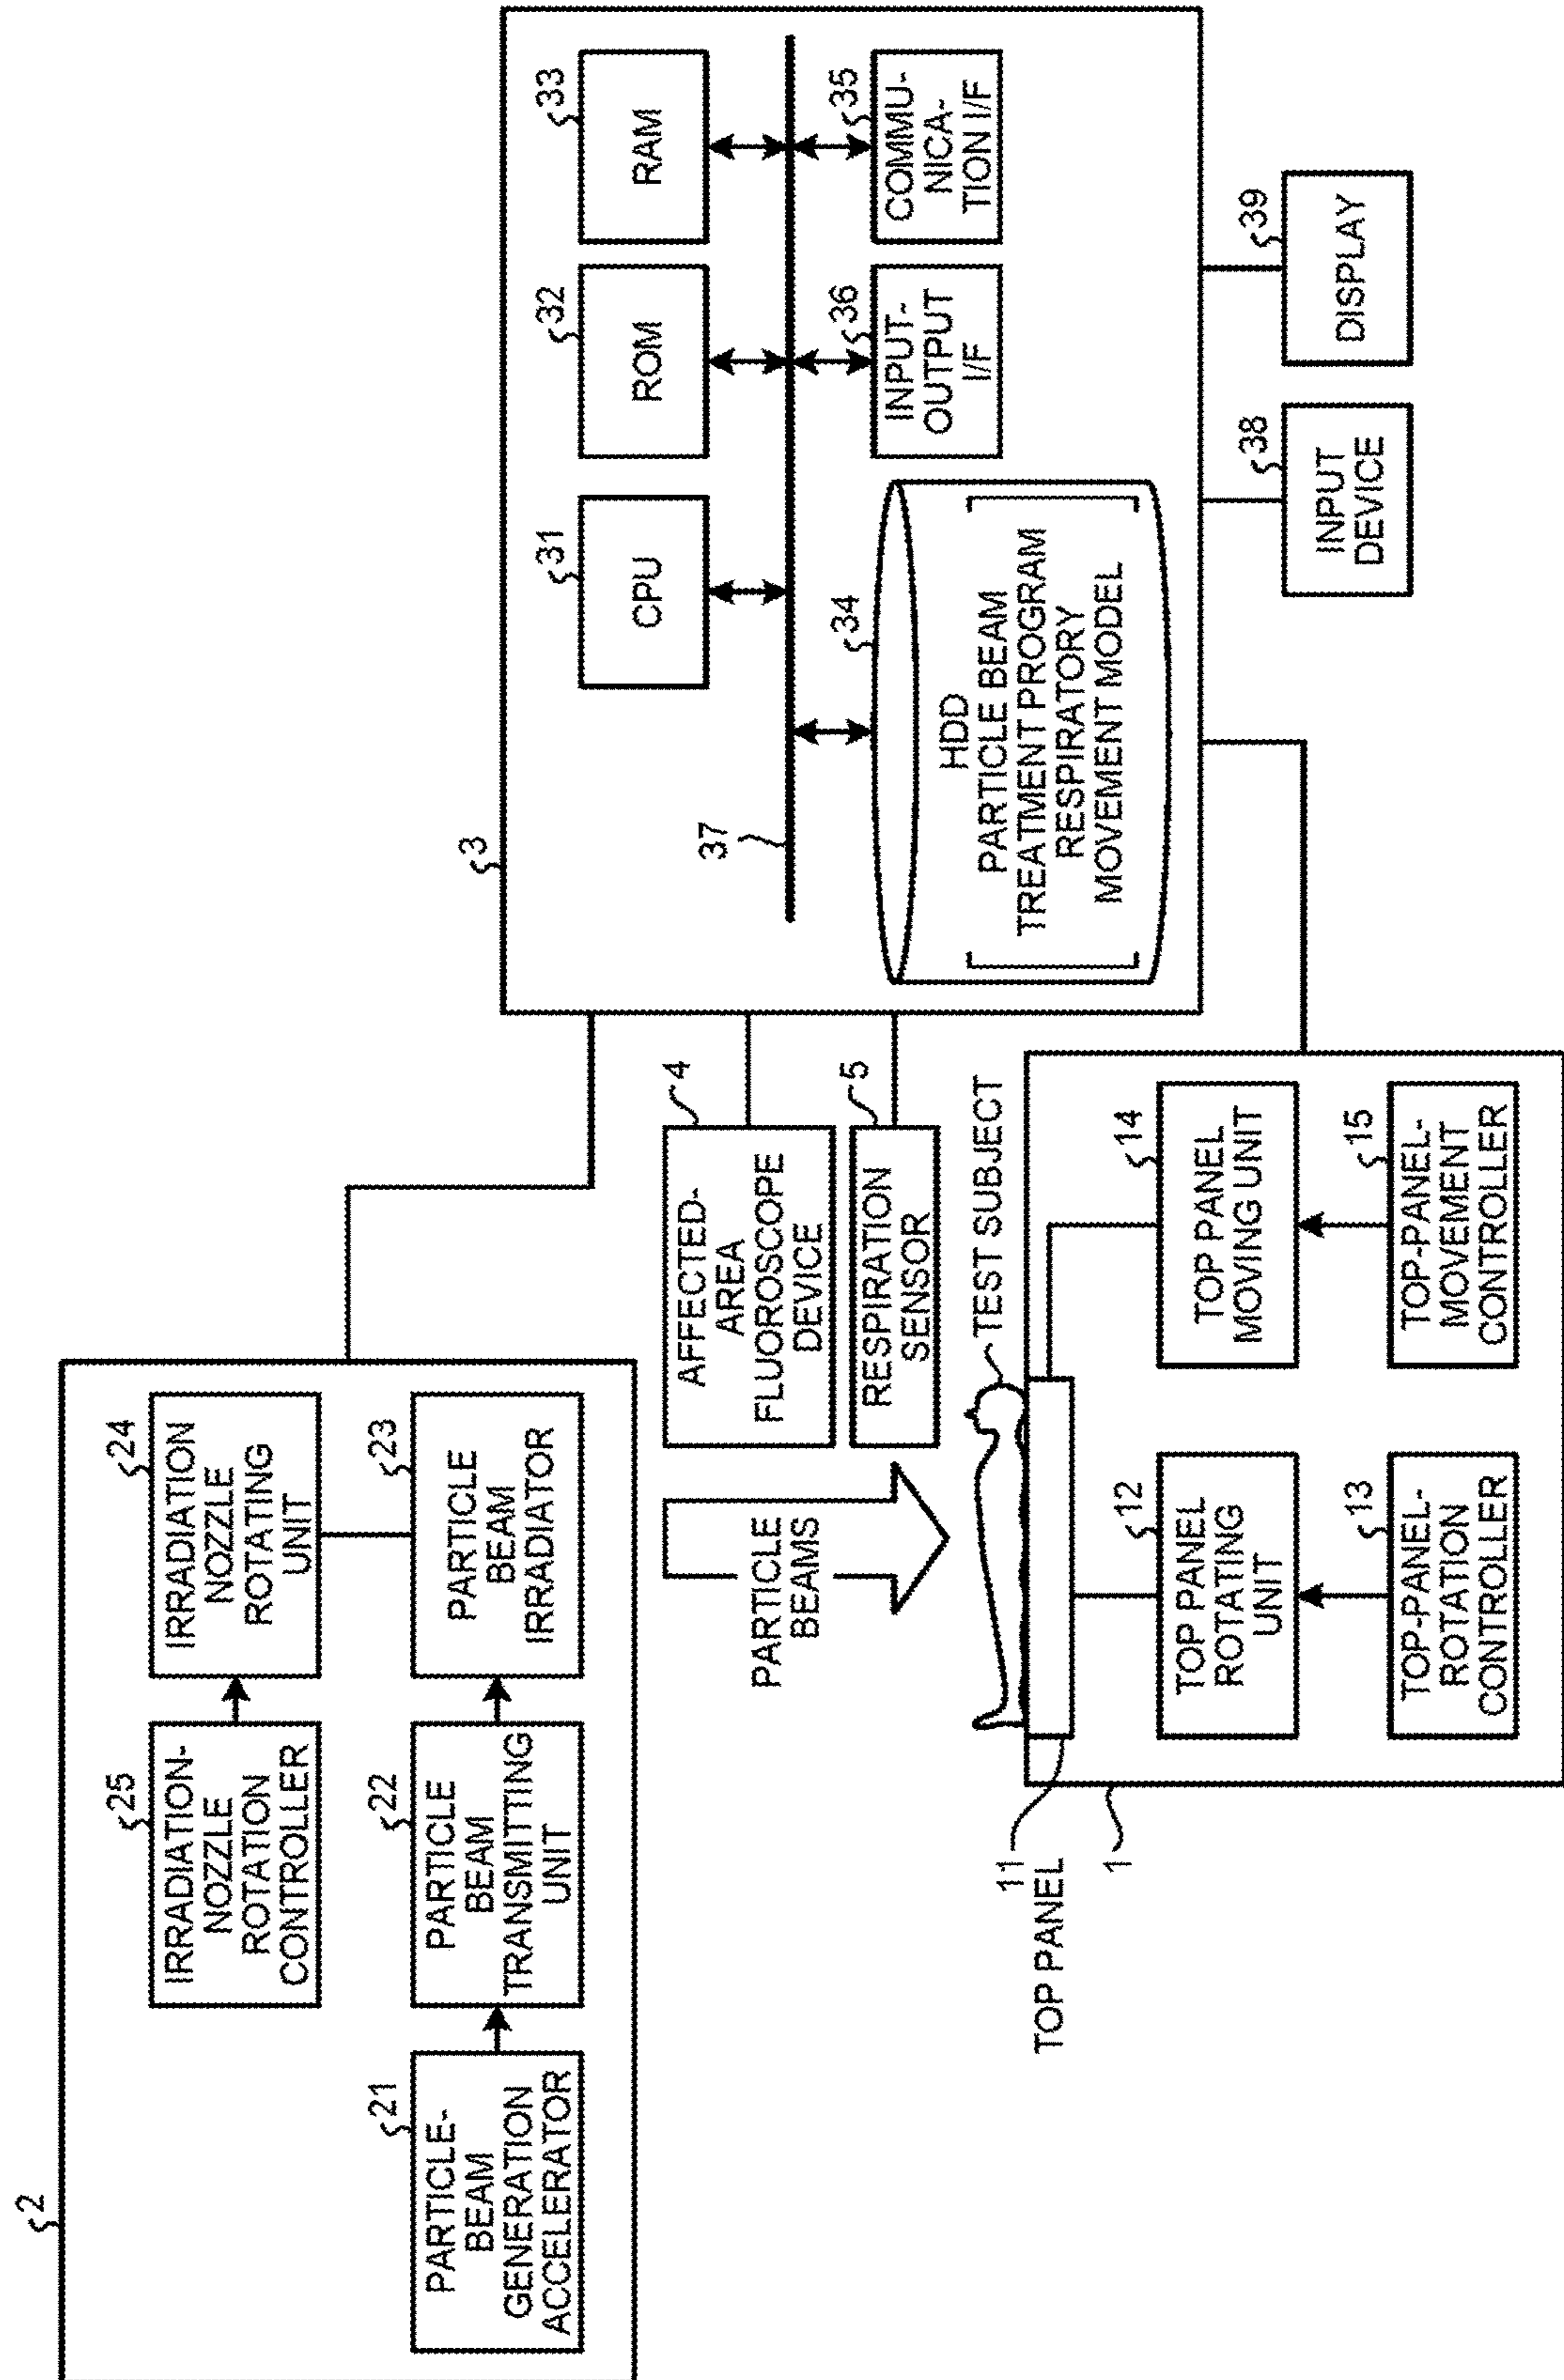 2
25
IRRADIATION-
NOZZLE
ROTATION
CONTROLLER
24
IRRADIATION
NOZZLE
ROTATING
UNIT
21
PARTICLE-
BEAM
GENERATION
ACCELERATOR
22
PARTICLE
BEAM
TRANSMITTING
UNIT
23
PARTICLE
BEAM
IRRADIATOR
3
31
CPU
32
ROM
33
RAM
37
34
HDD
PARTICLE BEAM
TREATMENT PROGRAM
RESPIRATORY
MOVEMENT MODEL
36
INPUT-
OUTPUT
I/F
35
COMMU-
NICA-
TION I/F
38
INPUT
DEVICE
39
DISPLAY
4
AFFECTED-
AREA
FLUOROSCOPE
DEVICE
5
RESPIRATION
SENSOR
PARTICLE
BEAMS
TEST SUBJECT
11
TOP PANEL
1
12
TOP PANEL
ROTATING
UNIT
14
TOP PANEL
MOVING UNIT
13
TOP-PANEL-
ROTATION
CONTROLLER
15
TOP-PANEL-
MOVEMENT
CONTROLLER